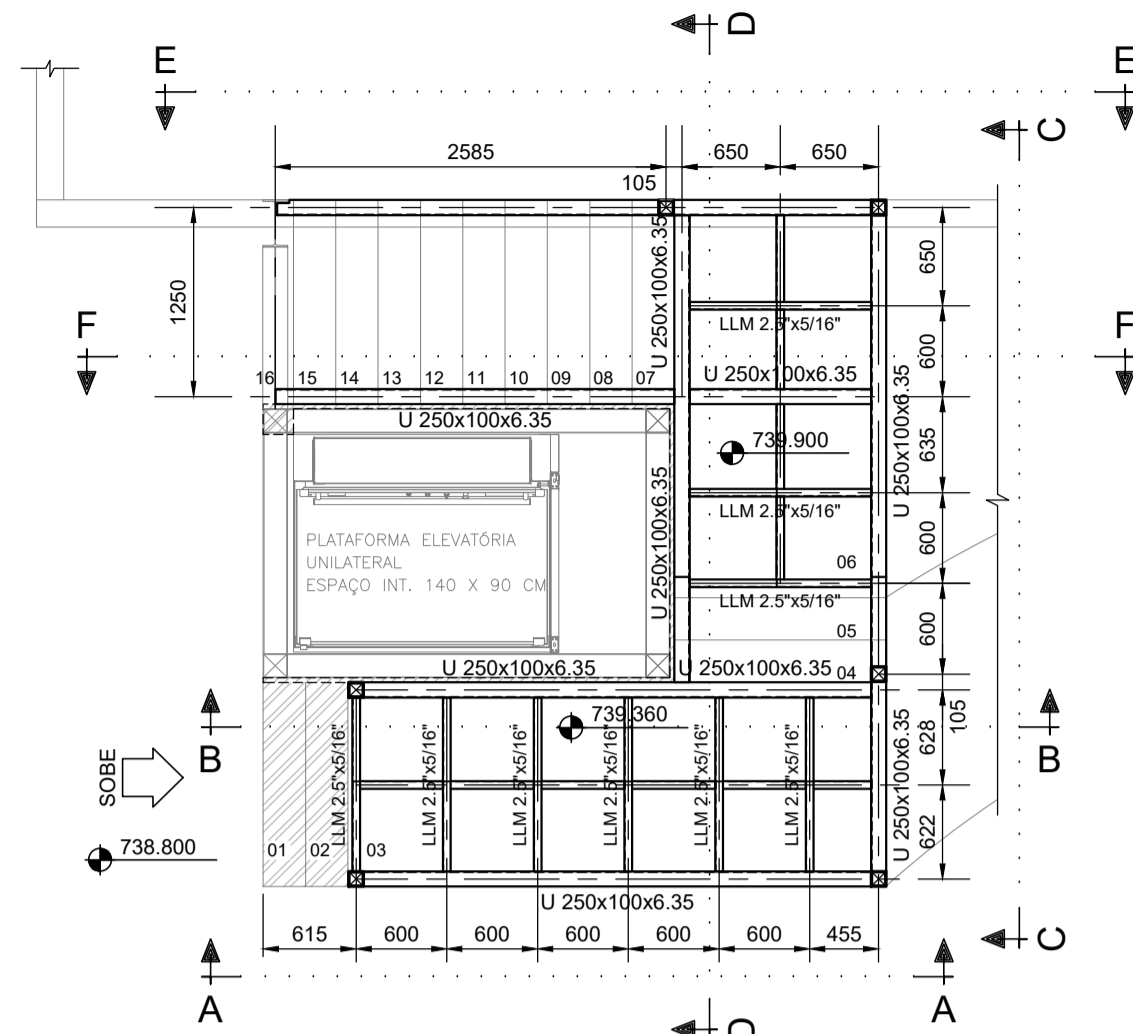 D
E
E
C
2585
650
650
105
U 250x100x6.35
650
1250
LLM 2.5"x5/16"
F
F
600
U 250x100x6.35
16
15
14
13
12
11
10
09
08
07
U 250x100x6.35
U 250x100x6.35
739.900
635
U 250x100x6.35
LLM 2.5"x5/16"
PLATAFORMA ELEVATÓRIA
UNILATERAL
ESPAÇO INT. 140 X 90 CM
06
600
LLM 2.5"x5/16"
05
600
U 250x100x6.35
U 250x100x6.35
04
105
739.360
B
B
SOBE
LLM 2.5"x5/16"
LLM 2.5"x5/16"
LLM 2.5"x5/16"
LLM 2.5"x5/16"
LLM 2.5"x5/16"
LLM 2.5"x5/16"
628
U 250x100x6.35
738.800
01
02
03
622
U 250x100x6.35
615
600
600
600
600
600
455
C
A
A
D